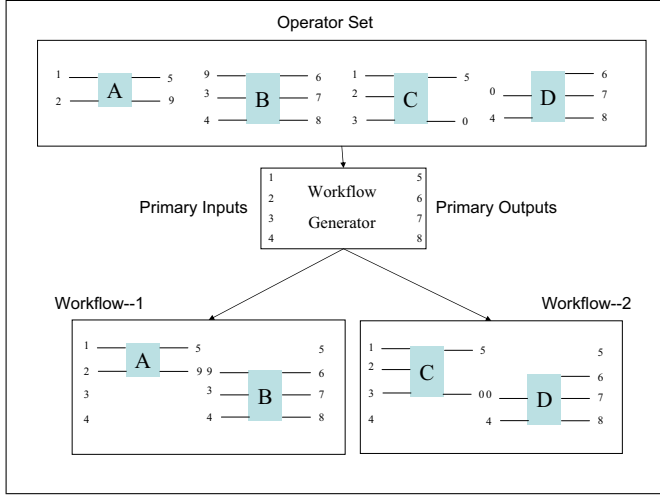 Operator Set
1 A 5 9 B 6 1 C 5 D 6
2 9 3 7 2 0 7
4 8 3 0 4 8
1 Workflow 5
2 6
Primary Inputs Primary Outputs
3 Generator 7
4 8
Workflow--1 Workflow--2
1 A 5 5 1 C 5 5
2 9 9 6 2 6
3 3 B 7 3 0 0 D 7
4 4 8 4 4 8